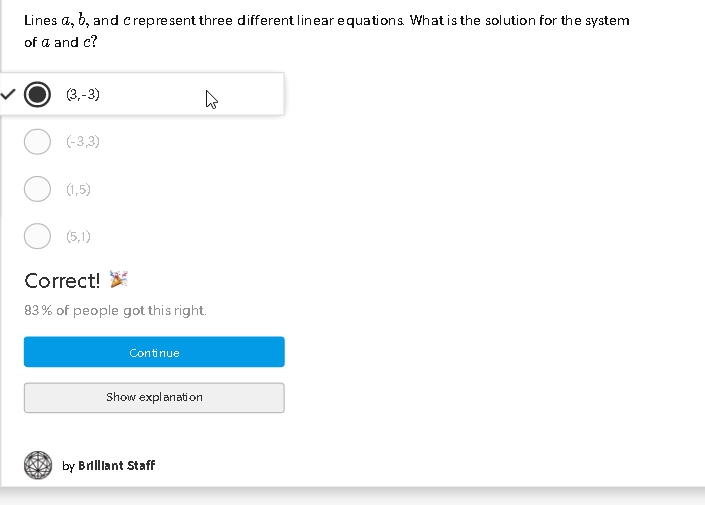 Lines a, b, and c represent three different linear equations. What is the solution for the system
of a and c?
(3,-3)
(-3,3)
(1,5)
(5,1)
Correct! 🎉
83% of people got this right.
Continue
Show explanation
by Brilliant Staff